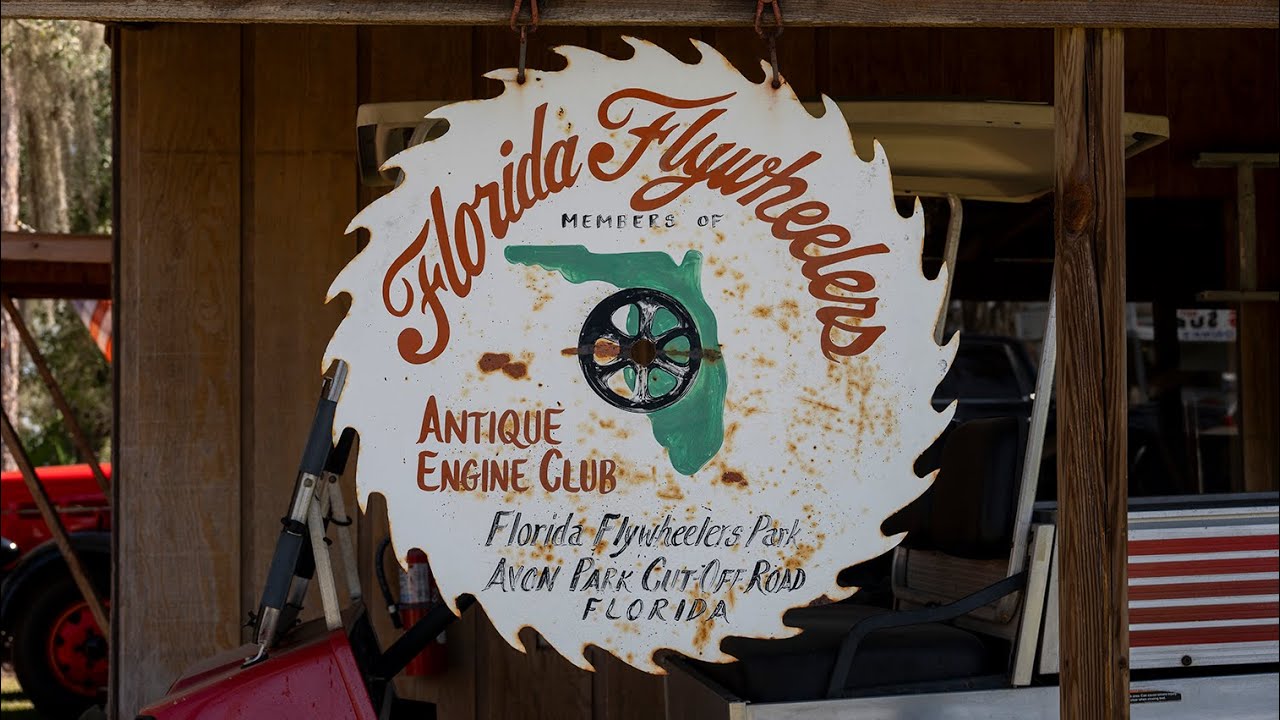 Florida Flywheelers
MEMBERS OF
ANTIQUE
ENGINE CLUB
Florida Flywheelers Park
AVON PARK CUT-OFF ROAD
FLORIDA